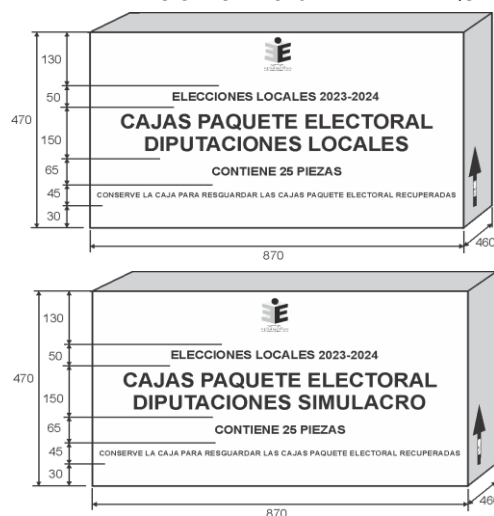 130
50
470
150
65
45
30
ELECCIONES LOCALES 2023-2024
CAJAS PAQUETE ELECTORAL
DIPUTACIONES LOCALES
CONTIENE 25 PIEZAS
CONSERVE LA CAJA PARA RESGUARDAR LAS CAJAS PAQUETE ELECTORAL RECUPERADAS
460
870
130
50
470
150
65
45
30
ELECCIONES LOCALES 2023-2024
CAJAS PAQUETE ELECTORAL
DIPUTACIONES SIMULACRO
CONTIENE 25 PIEZAS
CONSERVE LA CAJA PARA RESGUARDAR LAS CAJAS PAQUETE ELECTORAL RECUPERADAS
460
870